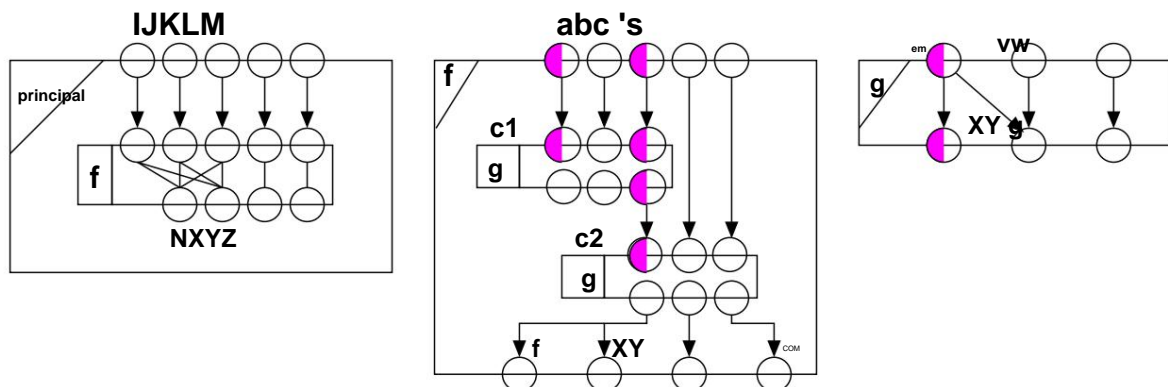 IJKLM
principal
f
NXYZ
abc 's
f
c1
g
c2
g
f
XY
COM
em
vw
g
XY g